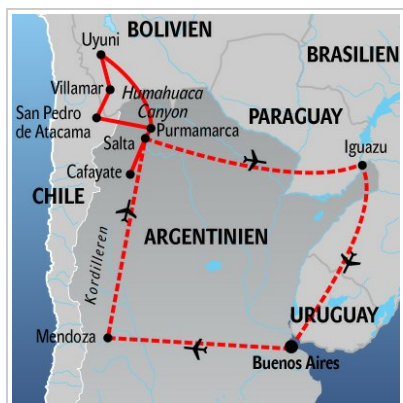 BOLIVIEN
Uyuni
BRASILIEN
Villamar
Humahuaca
Canyon
San Pedro
de Atacama
PARAGUAY
Purmamarca
Salta
Iguazu
Cafayate
CHILE
ARGENTINIEN
Kordilleren
URUGUAY
Mendoza
Buenos Aires